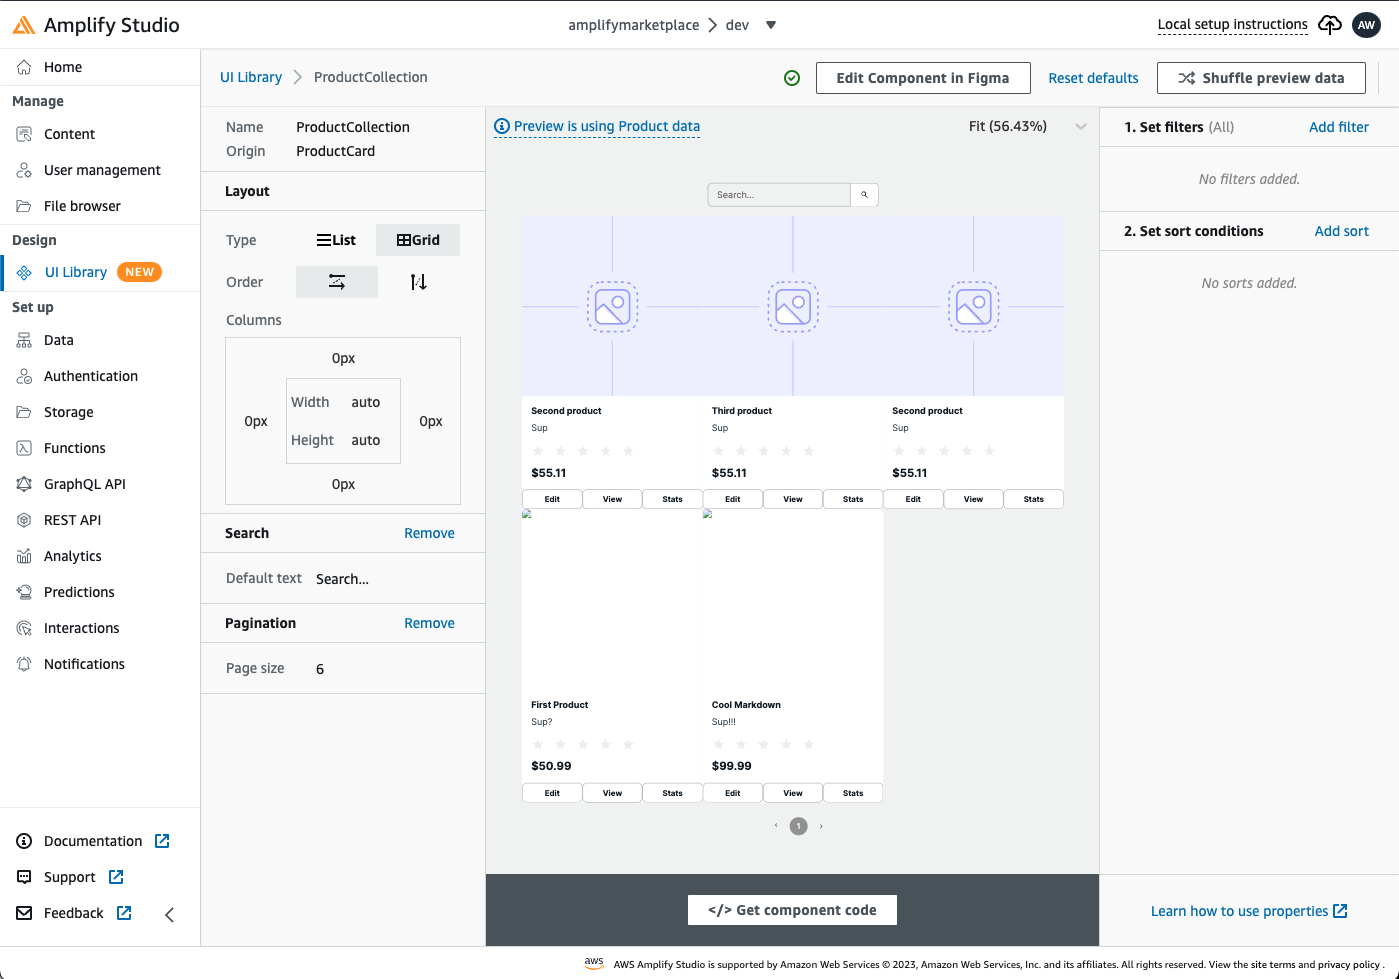 Amplify Studio
amplifymarketplace > dev ▼
Local setup instructions
AW
Home
Manage
Content
User management
File browser
Design
UI Library NEW
Set up
Data
Authentication
Storage
Functions
GraphQL API
REST API
Analytics
Predictions
Interactions
Notifications
Documentation
Support
Feedback
UI Library > ProductCollection
Edit Component in Figma
Reset defaults
Shuffle preview data
Name ProductCollection
Origin ProductCard
Layout
Type List Grid
Order
Columns
0px
0px Width auto 0px
Height auto
0px
Search Remove
Default text Search...
Pagination Remove
Page size 6
Preview is using Product data
Fit (56.43%)
Search...
Second product Third product Second product
Sup Sup Sup
$55.11 $55.11 $55.11
Edit View Stats Edit View Stats Edit View Stats
First Product Cool Markdown
Sup? Sup!!!
$50.99 $99.99
Edit View Stats Edit View Stats
‹ 1 ›
</> Get component code
1. Set filters (All) Add filter
No filters added.
2. Set sort conditions Add sort
No sorts added.
Learn how to use properties
aws AWS Amplify Studio is supported by Amazon Web Services © 2023, Amazon Web Services, Inc. and its affiliates. All rights reserved. View the site terms and privacy policy .